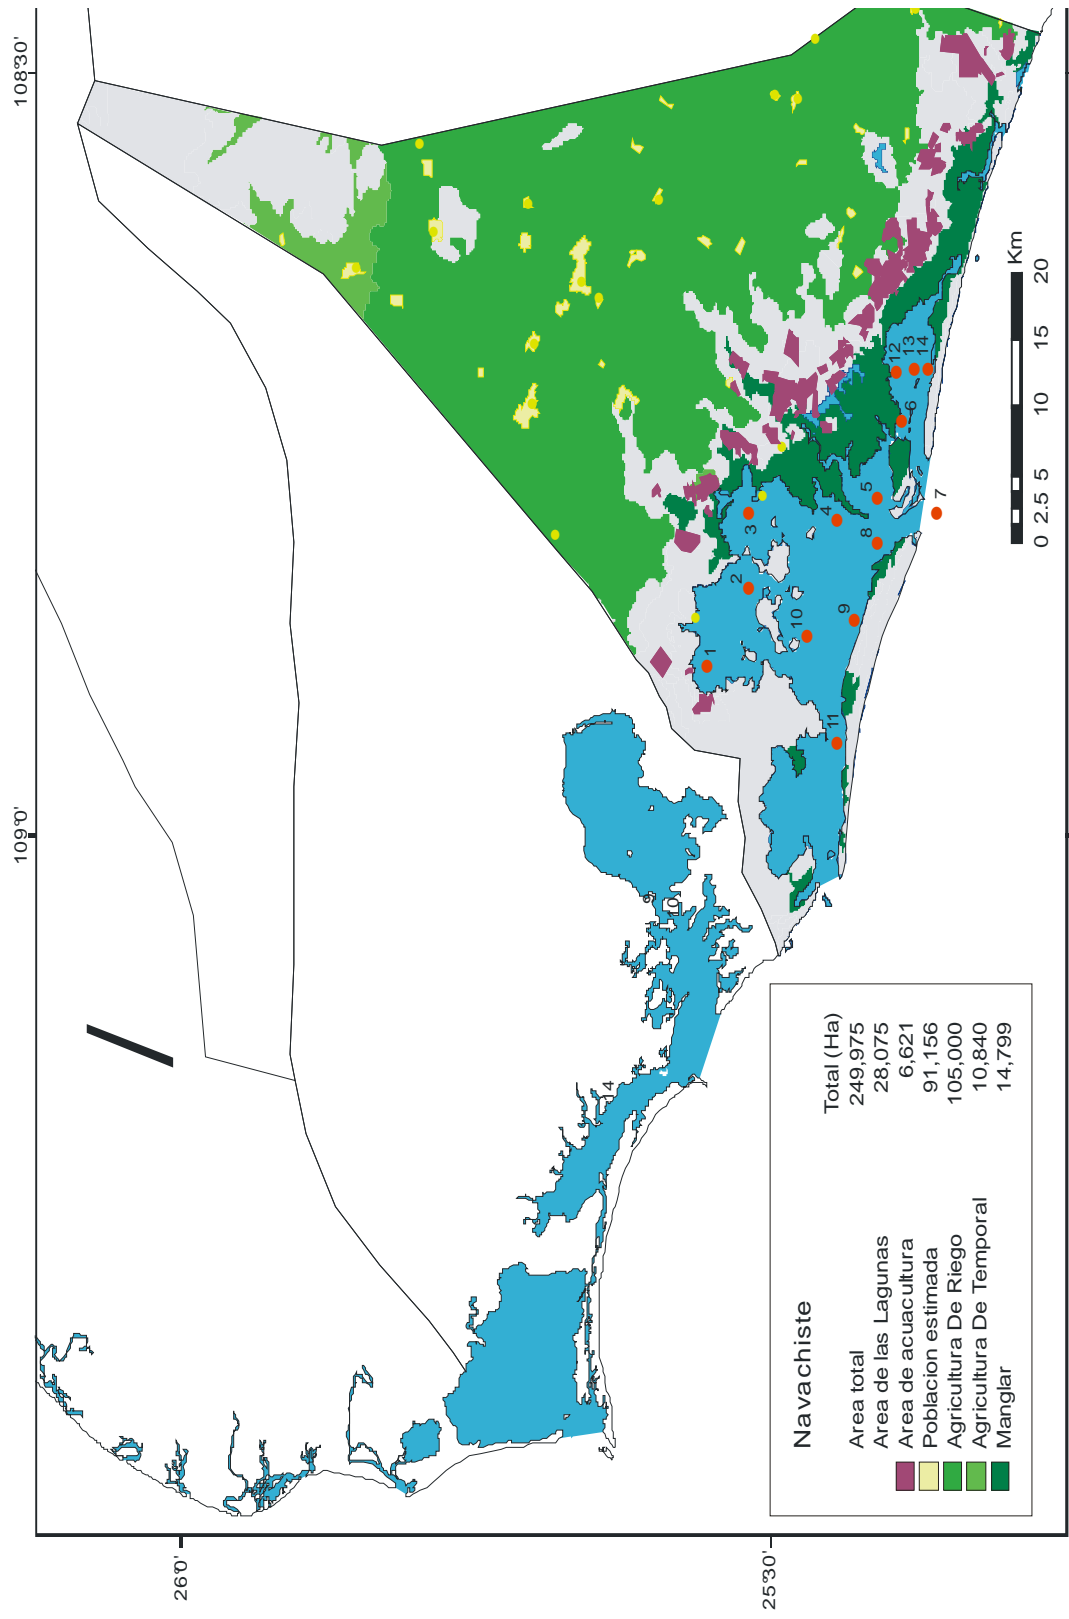 108°30'
109°0'
26°0'
25°30'
Navachiste
Total (Ha)
Area total 249,975
Area de las Lagunas 28,075
Area de acuacultura 6,621
Poblacion estimada 91,156
Agricultura De Riego 105,000
Agricultura De Temporal 10,840
Manglar 14,799
0 2.5 5 10 15 20 Km
1
2
3
4
5
6
7
8
9
10
11
12
13
14
9
10
14